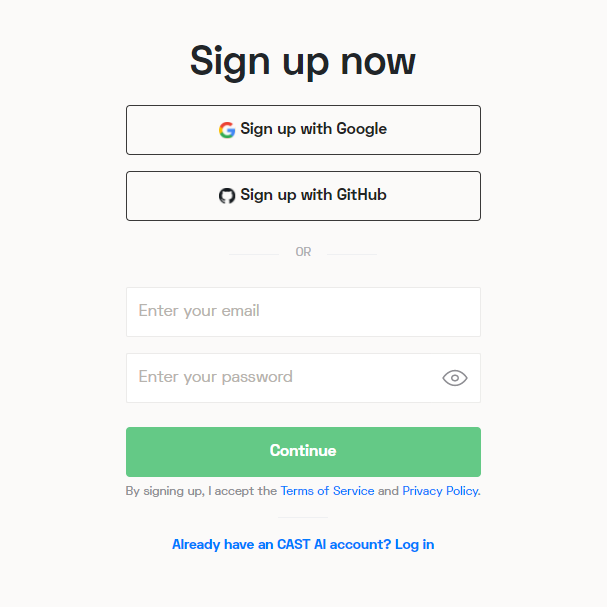 Sign up now
Sign up with Google
Sign up with GitHub
OR
Enter your email
Enter your password
Continue
By signing up, I accept the Terms of Service and Privacy Policy.
Already have an CAST AI account? Log in